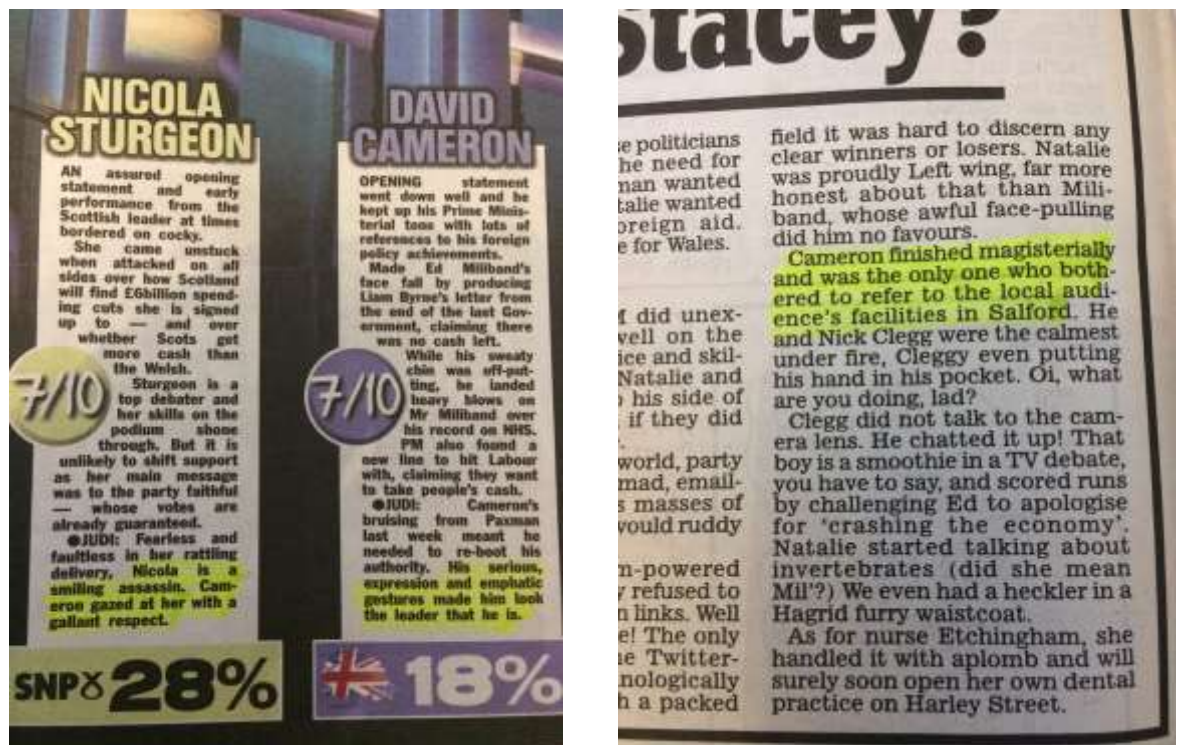 NICOLA
STURGEON
AN assured opening
statement and early
performance from the
Scottish leader at times
bordered on cocky.
She came unstuck
when attacked on all
sides over how Scotland
will find £6billion spend-
ing cuts she is signed
up to — and over
whether Scots get
more cash than
the Welsh.
Sturgeon is a
top debater and
her skills on the
podium shone
through. But it is
unlikely to shift support
as her main message
was to the party faithful
— whose votes are
already guaranteed.
●JUDI: Fearless and
faultless in her rattling
delivery, Nicola is a
smiling assassin. Cam-
eron gazed at her with a
gallant respect.
7/10
SNP 28%
DAVID
CAMERON
OPENING statement
went down well and he
kept up his Prime Minis-
terial tone with lots of
references to his foreign
policy achievements.
Made Ed Miliband's
face fall by producing
Liam Byrne's letter from
the end of the last Gov-
ernment, claiming there
was no cash left.
While his sweaty
chin was off-put-
ting, he landed
heavy blows on
Mr Miliband over
his record on NHS.
PM also found a
new line to hit Labour
with, claiming they want
to take people's cash.
●JUDI: Cameron's
bruising from Paxman
last week meant he
needed to re-boot his
authority. His serious,
expression and emphatic
gestures made him look
the leader that he is.
7/10
18%
Stacey?
e politicians
he need for
man wanted
talie wanted
oreign aid.
e for Wales.
did unex-
well on the
ice and skil-
Natalie and
his side of
if they did
world, party
mad, email-
s masses of
would ruddy
n-powered
refused to
n links. Well
e! The only
e Twitter-
nologically
h a packed
field it was hard to discern any
clear winners or losers. Natalie
was proudly Left wing, far more
honest about that than Mili-
band, whose awful face-pulling
did him no favours.
Cameron finished magisterially
and was the only one who both-
ered to refer to the local audi-
ence's facilities in Salford. He
and Nick Clegg were the calmest
under fire, Cleggy even putting
his hand in his pocket. Oi, what
are you doing, lad?
Clegg did not talk to the cam-
era lens. He chatted it up! That
boy is a smoothie in a TV debate,
you have to say, and scored runs
by challenging Ed to apologise
for 'crashing the economy'.
Natalie started talking about
invertebrates (did she mean
Mil'?) We even had a heckler in a
Hagrid furry waistcoat.
As for nurse Etchingham, she
handled it with aplomb and will
surely soon open her own dental
practice on Harley Street.